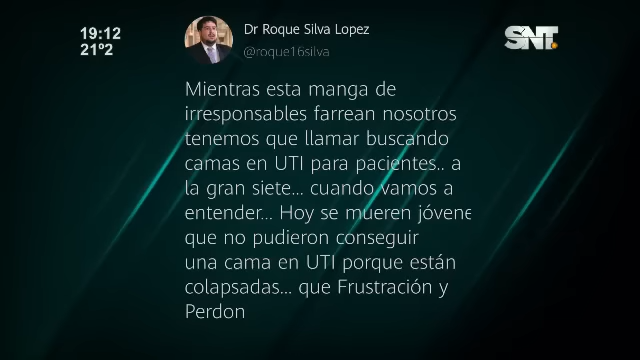 19:12
21º2
Dr Roque Silva Lopez
@roque16silva
SNT.
Mientras esta manga de
irresponsables farrean nosotros
tenemos que llamar buscando
camas en UTI para pacientes.. a
la gran siete... cuando vamos a
entender... Hoy se mueren jóvene
que no pudieron conseguir
una cama en UTI porque están
colapsadas... que Frustración y
Perdon